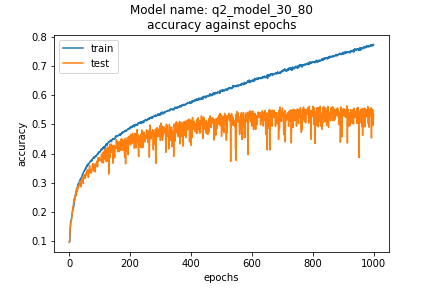 Model name: q2_model_30_80
accuracy against epochs
train
test
accuracy
0.8
0.7
0.6
0.5
0.4
0.3
0.2
0.1
0
200
400
600
800
1000
epochs